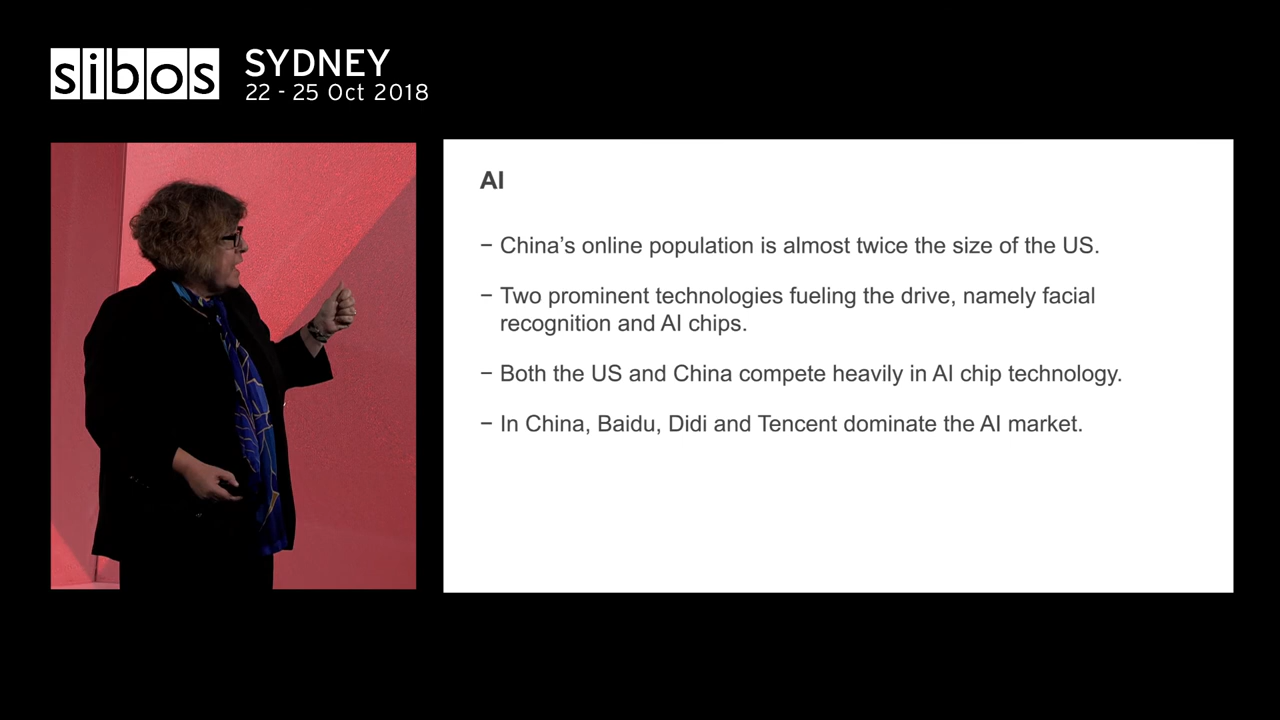 sibos
SYDNEY
22 - 25 Oct 2018
AI
− China’s online population is almost twice the size of the US.
− Two prominent technologies fueling the drive, namely facial
recognition and AI chips.
− Both the US and China compete heavily in AI chip technology.
− In China, Baidu, Didi and Tencent dominate the AI market.